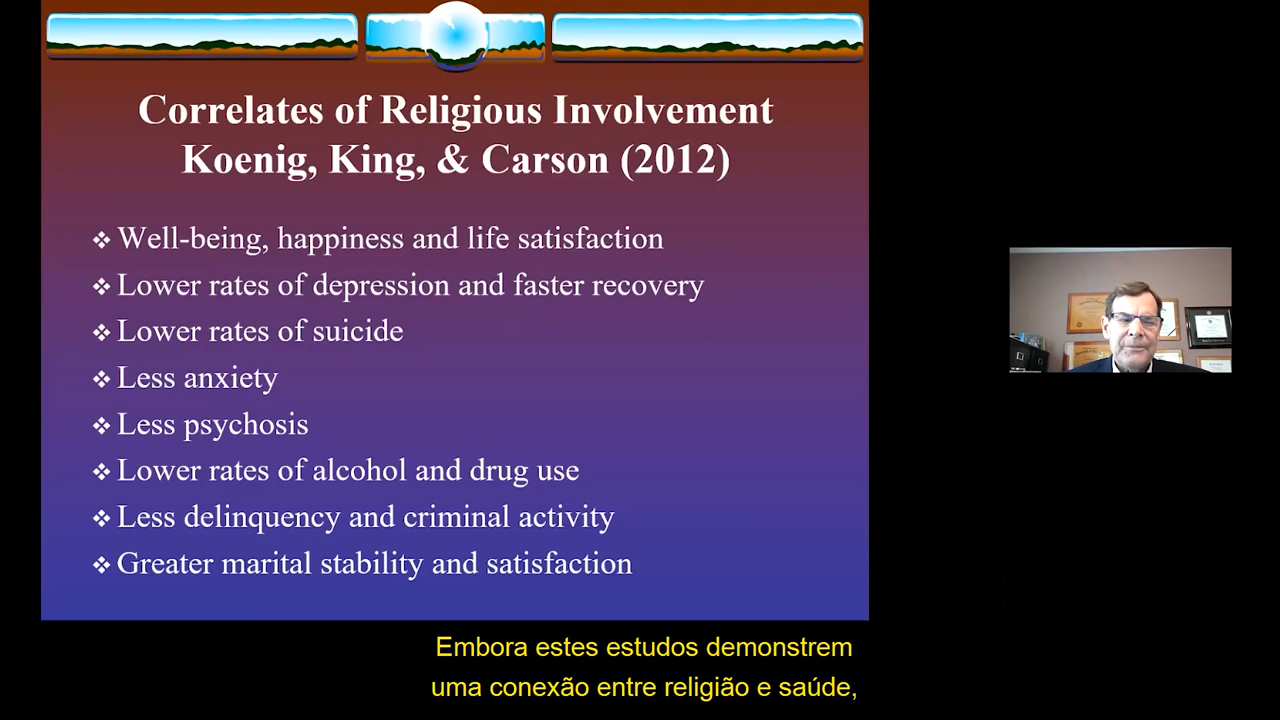 Correlates of Religious Involvement
Koenig, King, & Carson (2012)
❖ Well-being, happiness and life satisfaction
❖ Lower rates of depression and faster recovery
❖ Lower rates of suicide
❖ Less anxiety
❖ Less psychosis
❖ Lower rates of alcohol and drug use
❖ Less delinquency and criminal activity
❖ Greater marital stability and satisfaction
Embora estes estudos demonstrem
uma conexão entre religião e saúde,